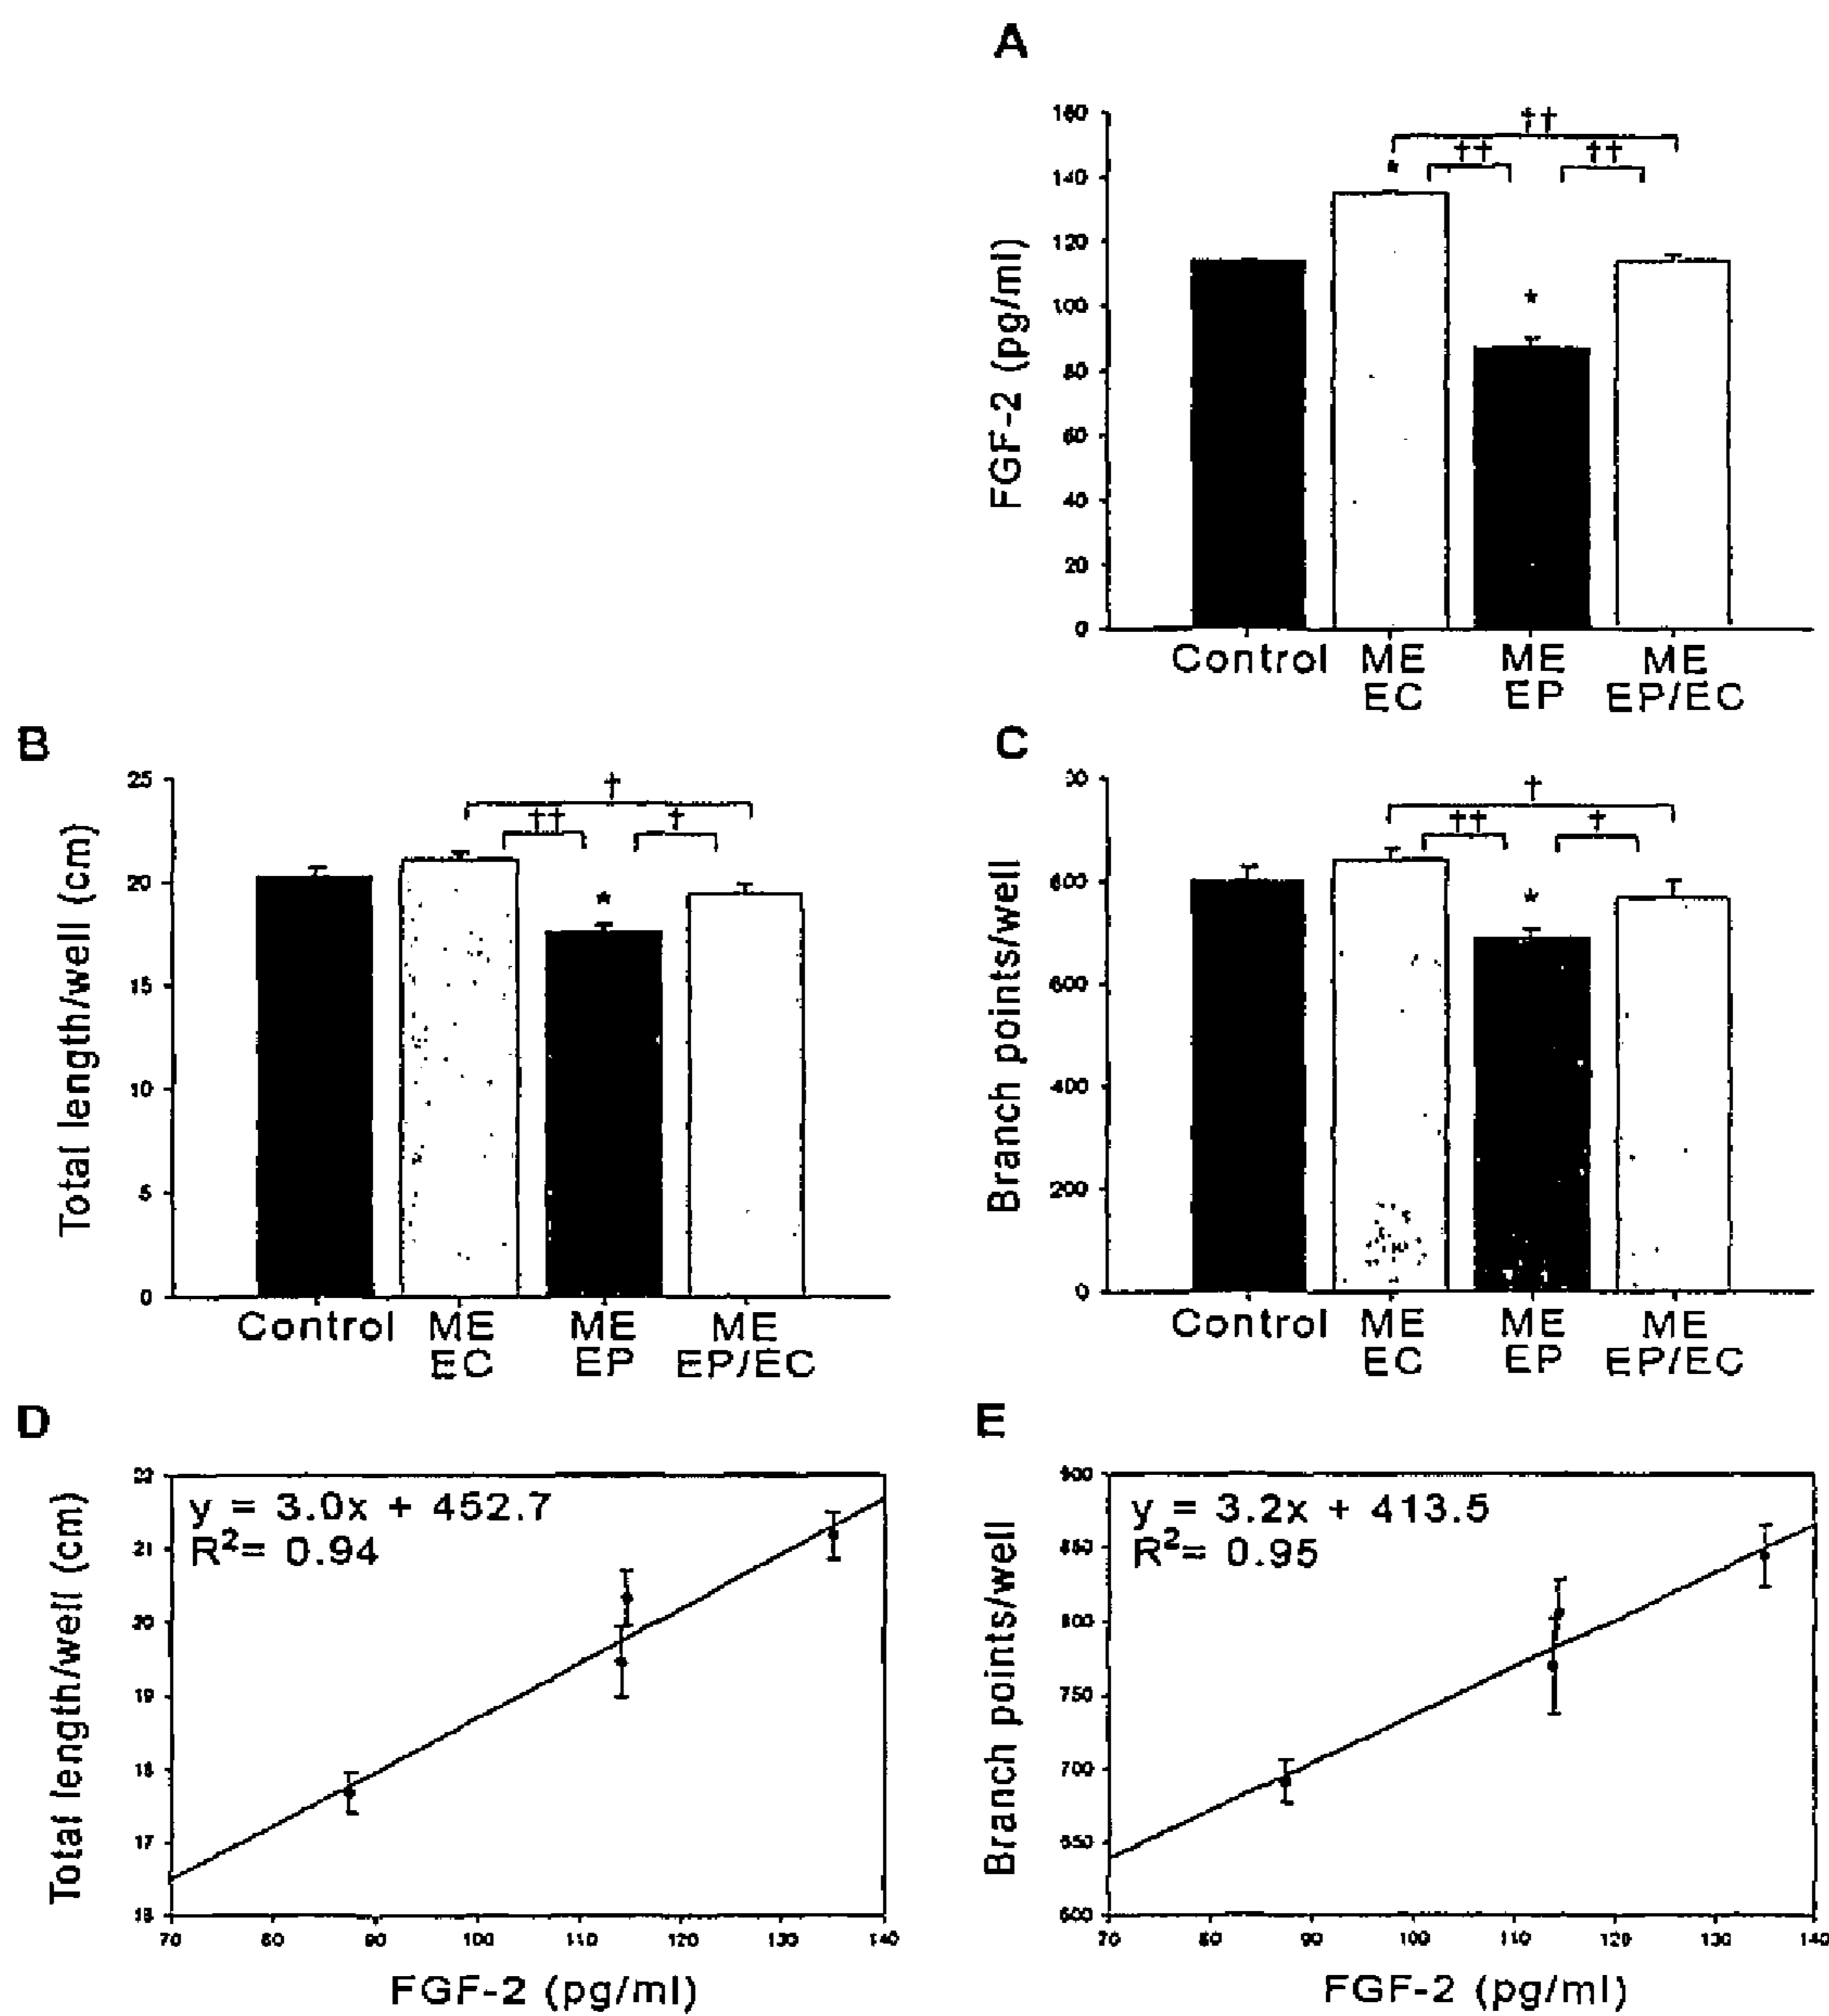 A
FGF-2 (pg/ml)
160
140
120
100
80
60
40
20
0
††
††
††
*
*
Control
ME EC
ME EP
ME EP/EC
B
Total length/well (cm)
25
20
15
10
5
0
†
††
†
*
Control
ME EC
ME EP
ME EP/EC
C
Branch points/well
600
400
200
0
†
††
†
*
Control
ME EC
ME EP
ME EP/EC
D
Total length/well (cm)
22
21
20
19
18
17
y = 3.0x + 452.7
R²= 0.94
70 80 90 100 110 120 130 140
FGF-2 (pg/ml)
E
Branch points/well
900
850
800
750
700
650
600
y = 3.2x + 413.5
R²= 0.95
70 80 90 100 110 120 130 140
FGF-2 (pg/ml)